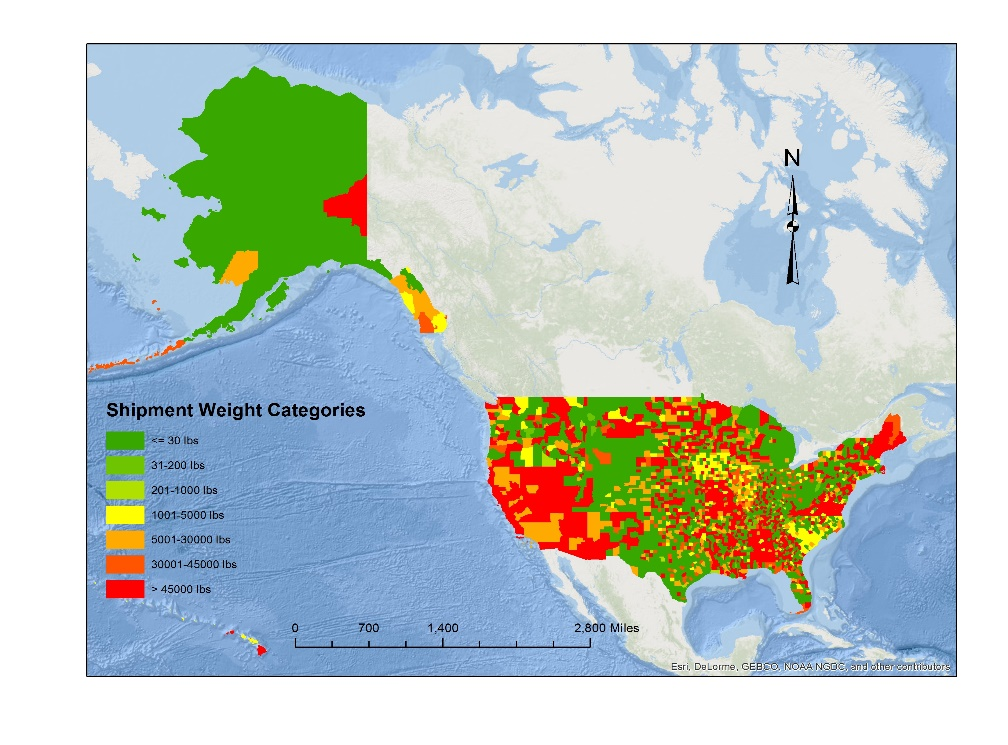 N
Shipment Weight Categories
<= 30 lbs
31-200 lbs
201-1000 lbs
1001-5000 lbs
5001-30000 lbs
30001-45000 lbs
> 45000 lbs
0 700 1,400 2,800 Miles
Esri, DeLorme, GEBCO, NOAA NGDC, and other contributors